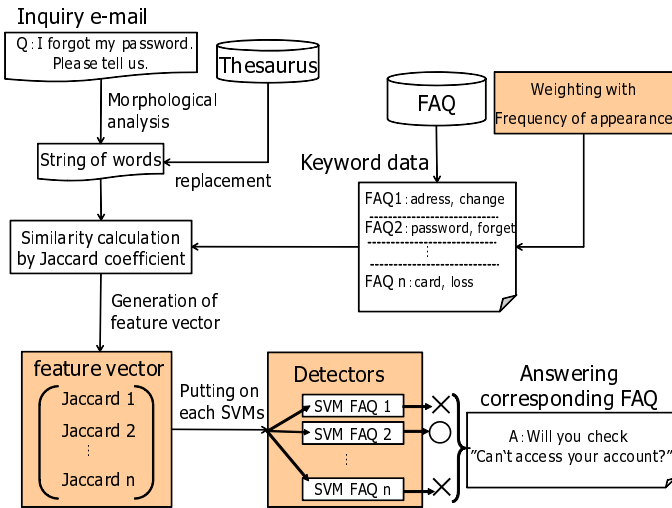 Inquiry e-mail
Q : I forgot my password.
Please tell us.
Thesaurus
Morphological
analysis
String of words
replacement
FAQ
Weighting with
Frequency of appearance
Keyword data
FAQ1 : adress, change
FAQ2 : password, forget
⋮
FAQ n : card, loss
Similarity calculation
by Jaccard coefficient
Generation of
feature vector
feature vector
Jaccard 1
Jaccard 2
⋮
Jaccard n
Putting on
each SVMs
Detectors
SVM FAQ 1
SVM FAQ 2
⋮
SVM FAQ n
Answering
corresponding FAQ
A : Will you check
"Can't access your account?"